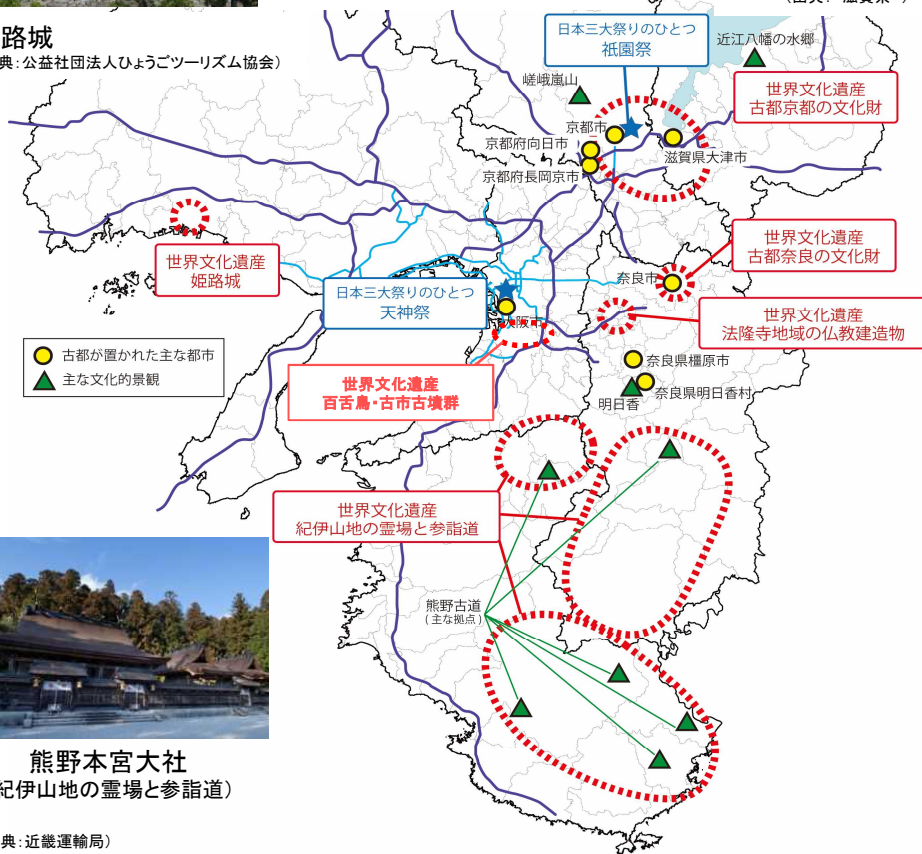 路城
典:公益社団法人ひょうごツーリズム協会)
日本三大祭りのひとつ
祇園祭
近江八幡の水郷
嵯峨嵐山
世界文化遺産
古都京都の文化財
京都市
京都府向日市
滋賀県大津市
京都府長岡京市
世界文化遺産
姫路城
世界文化遺産
古都奈良の文化財
奈良市
日本三大祭りのひとつ
天神祭
大阪市
世界文化遺産
法隆寺地域の仏教建造物
古都が置かれた主な都市
主な文化的景観
世界文化遺産
百舌鳥・古市古墳群
奈良県橿原市
奈良県明日香村
明日香
世界文化遺産
紀伊山地の霊場と参詣道
熊野古道
(主な拠点)
熊野本宮大社
紀伊山地の霊場と参詣道)
典:近畿運輸局)